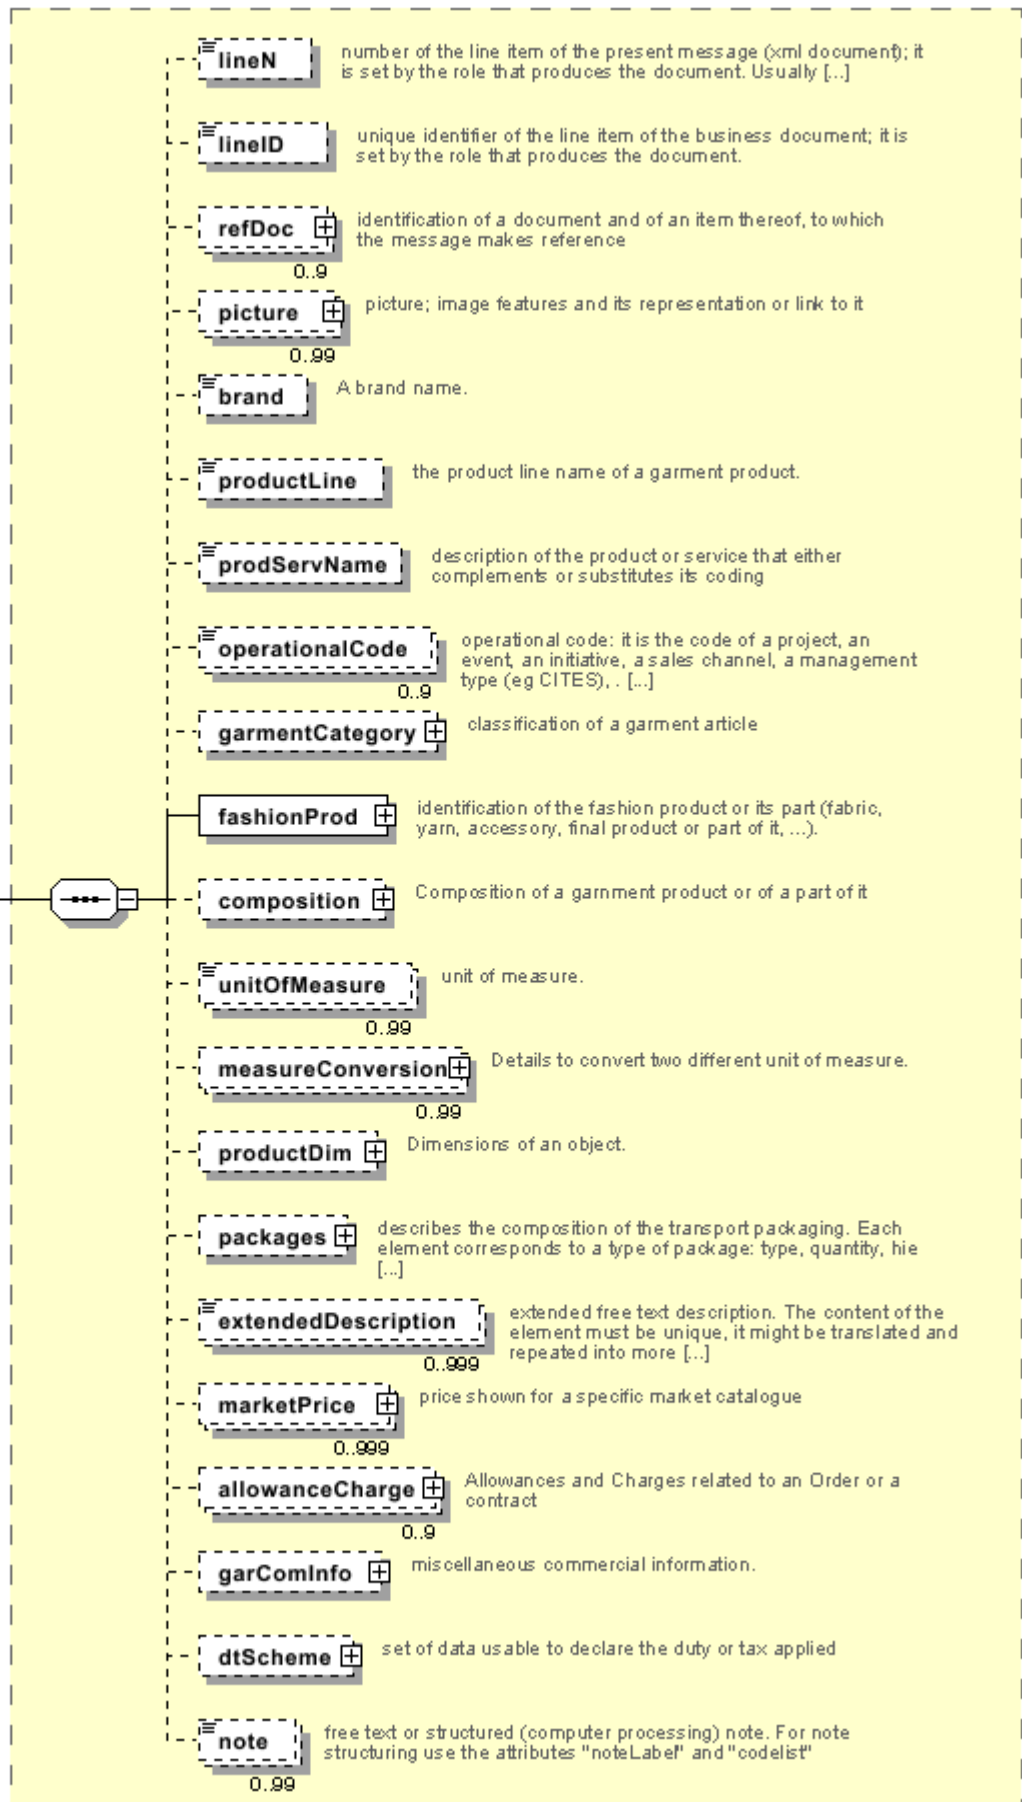 lineN
number of the line item of the present message (xml document); it
is set by the role that produces the document. Usually [...]
lineID
unique identifier of the line item of the business document; it is
set by the role that produces the document.
refDoc
identification of a document and of an item thereof, to which
the message makes reference
0..9
picture
picture; image features and its representation or link to it
0..99
brand
A brand name.
productLine
the product line name of a garment product.
prodServName
description of the product or service that either
complements or substitutes its coding
operationalCode
operational code: it is the code of a project, an
event, an initiative, a sales channel, a management
type (eg CITES), . [...]
0..9
garmentCategory
classification of a garment article
fashionProd
identification of the fashion product or its part (fabric,
yarn, accessory, final product or part of it, ...).
composition
Composition of a garnment product or of a part of it
unitOfMeasure
unit of measure.
0..99
measureConversion
Details to convert two different unit of measure.
0..99
productDim
Dimensions of an object.
packages
describes the composition of the transport packaging. Each
element corresponds to a type of package: type, quantity, hie
[...]
extendedDescription
extended free text description. The content of the
element must be unique, it might be translated and
repeated into more [...]
0..999
marketPrice
price shown for a specific market catalogue
0..999
allowanceCharge
Allowances and Charges related to an Order or a
contract
0..9
garComInfo
miscellaneous commercial information.
dtScheme
set of data usable to declare the duty or tax applied
note
free text or structured (computer processing) note. For note
structuring use the attributes "noteLabel" and "codelist"
0..99